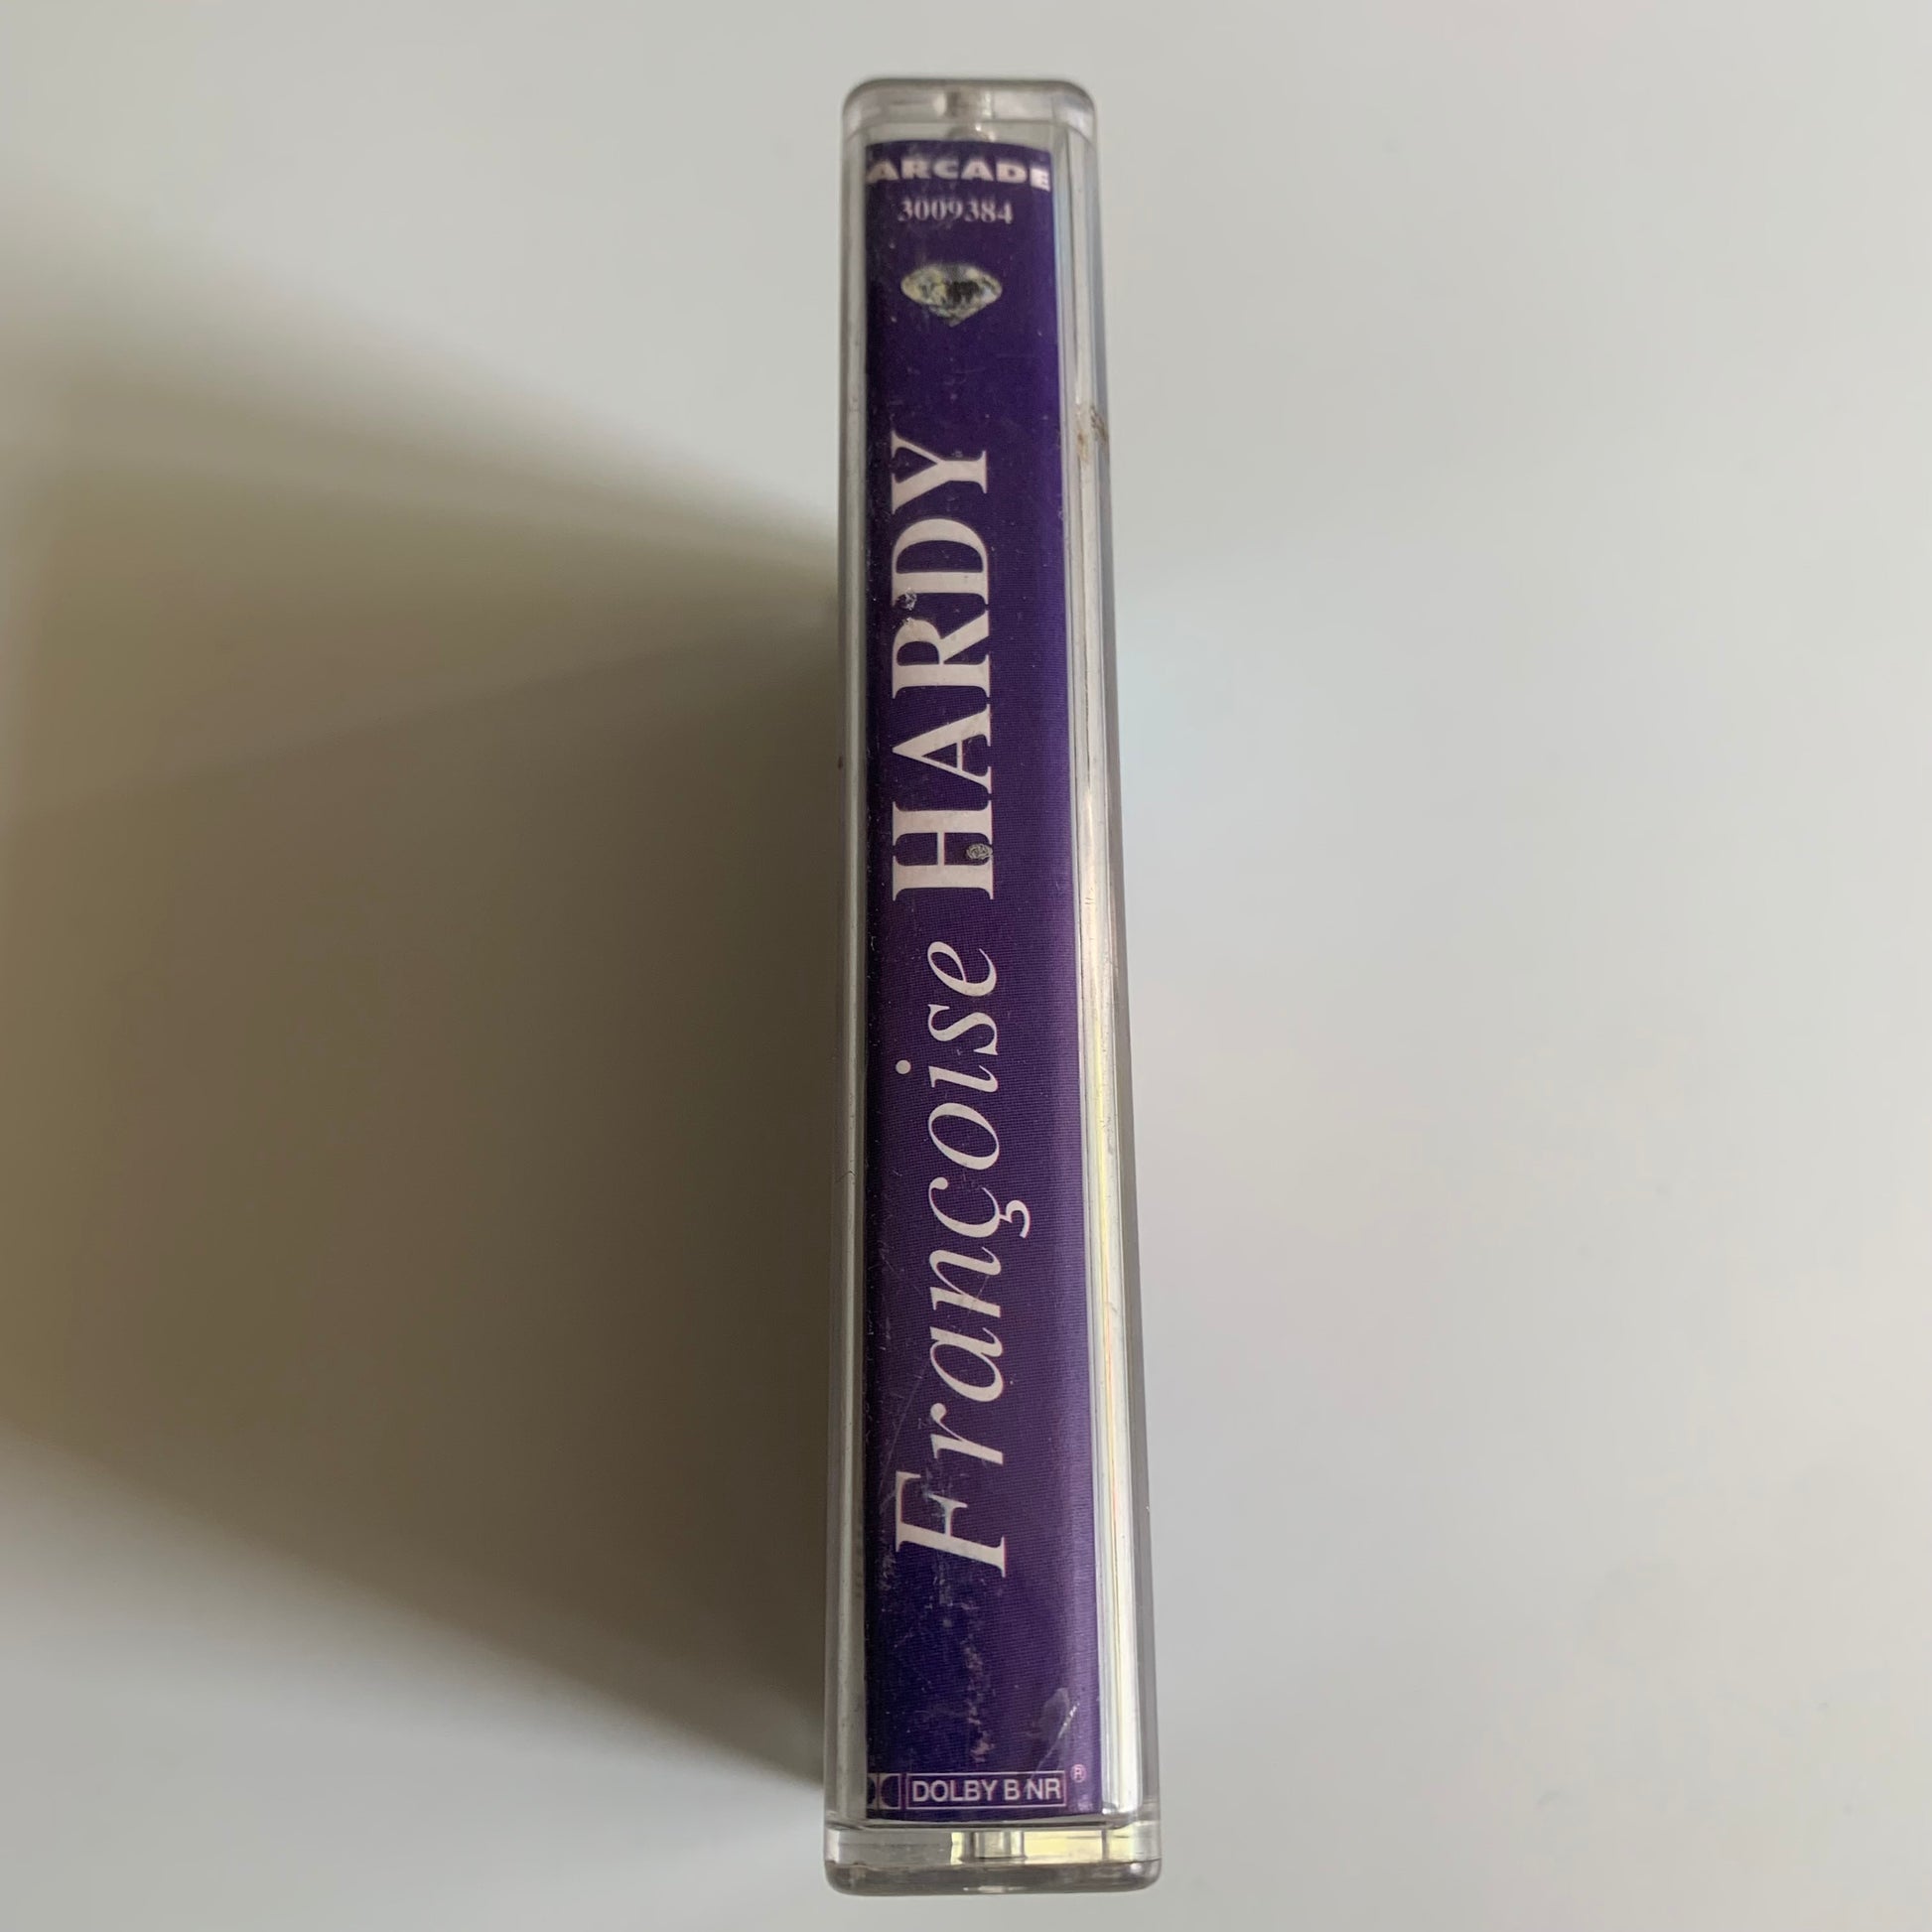 ARCADE
3009384
Françoise HARDY
DOLBY B NR ®